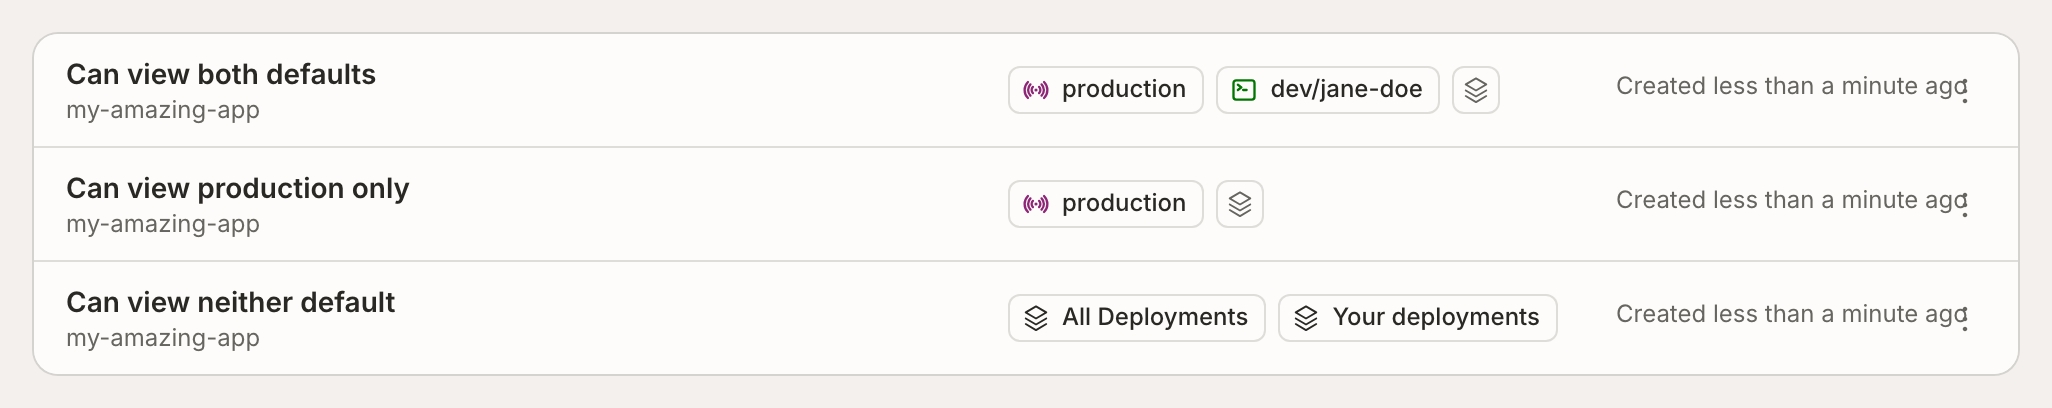 Can view both defaults
my-amazing-app
production
dev/jane-doe
Created less than a minute ago
Can view production only
my-amazing-app
production
Created less than a minute ago
Can view neither default
my-amazing-app
All Deployments
Your deployments
Created less than a minute ago